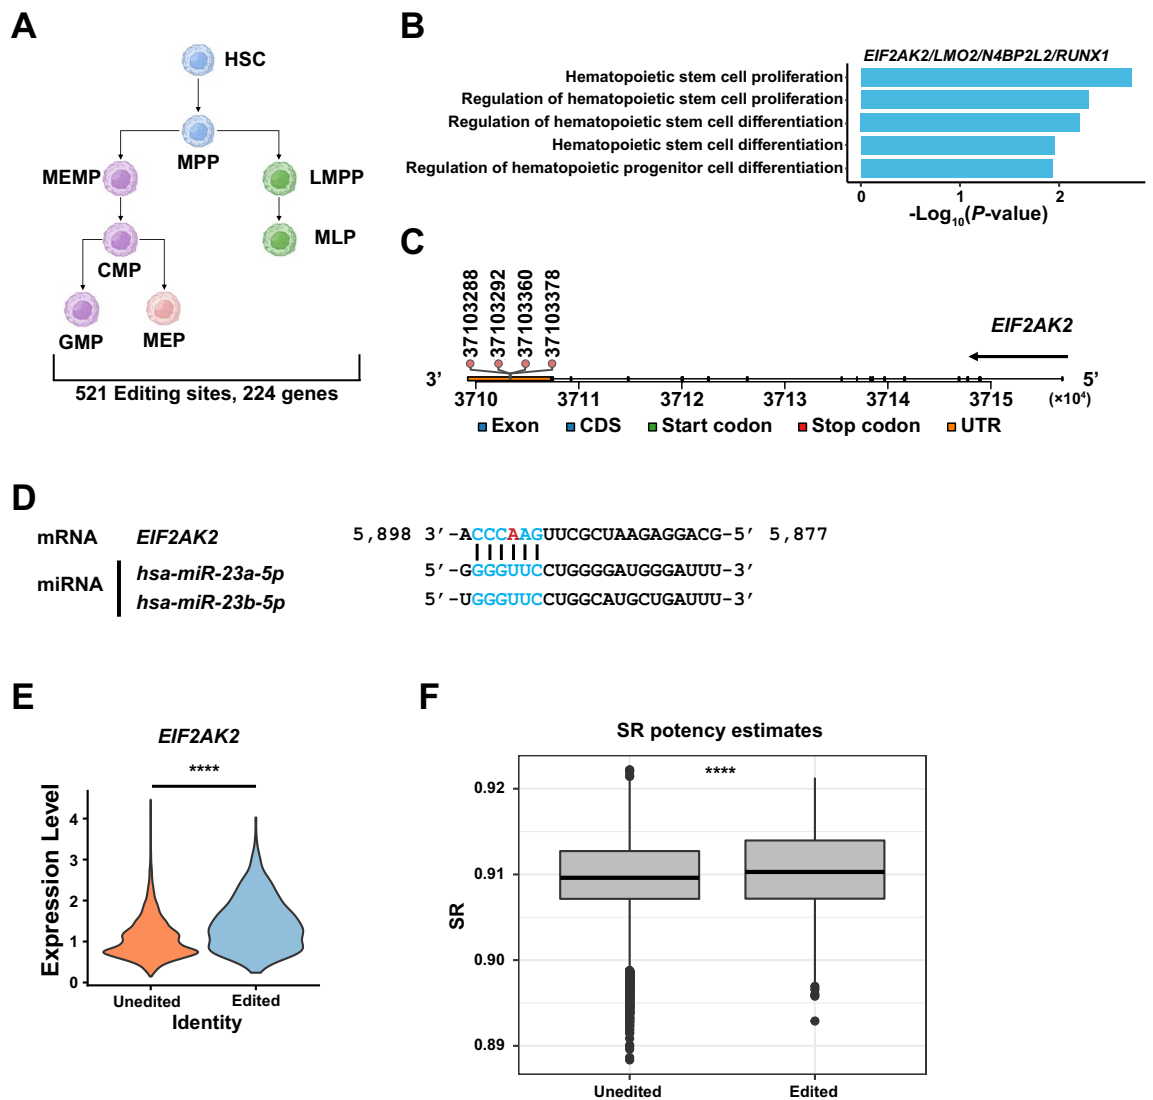 A
HSC
MPP
MEMP
LMPP
CMP
MLP
GMP
MEP
521 Editing sites, 224 genes
B
EIF2AK2/LMO2/N4BP2L2/RUNX1
Hematopoietic stem cell proliferation
Regulation of hematopoietic stem cell proliferation
Regulation of hematopoietic stem cell differentiation
Hematopoietic stem cell differentiation
Regulation of hematopoietic progenitor cell differentiation
0 1 2
-Log10(P-value)
C
37103288
37103292
37103360
37103378
EIF2AK2
3’ 5’
3710 3711 3712 3713 3714 3715 (×10⁴)
Exon CDS Start codon Stop codon UTR
D
mRNA EIF2AK2 5,898 3’-ACCCAAGUUCGCUAAGAGGACG-5’ 5,877
miRNA
hsa-miR-23a-5p 5’-GGGGUUCCUGGGGAUGGGAUUU-3’
hsa-miR-23b-5p 5’-UGGGUUCCUGGCAUGCUGAUUU-3’
E
EIF2AK2
****
Expression Level
4
3
2
1
0
Unedited Edited
Identity
F
SR potency estimates
****
SR
0.92
0.91
0.90
0.89
Unedited Edited